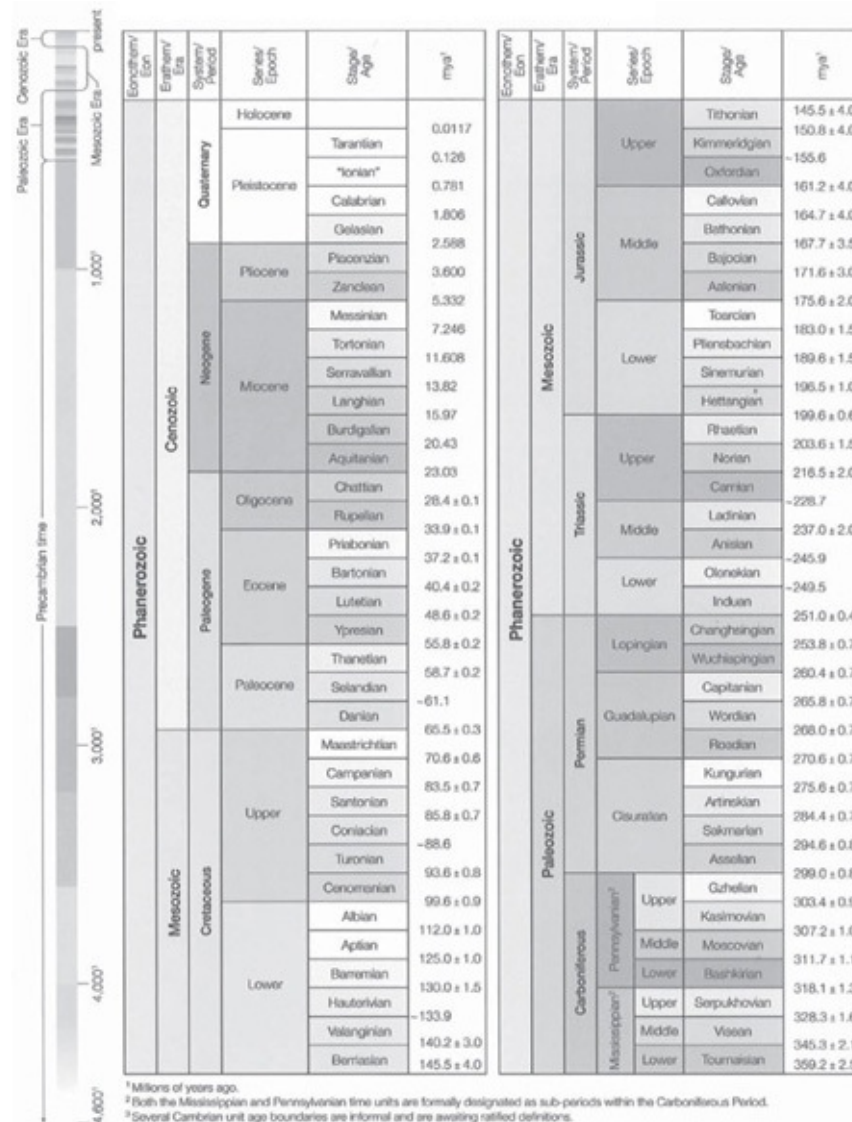 present
Cenozoic Era
Mesozoic Era
Paleozoic Era
Precambrian time
1,000¹
2,000¹
3,000¹
4,000¹
4,600¹
Eonothem/Eon Erathem/Era System/Period Series/Epoch Stage/Age mya¹
Phanerozoic
Cenozoic
Quaternary
Holocene
0.0117
Pleistocene
Tarantian
0.126
"Ionian"
0.781
Calabrian
1.806
Gelasian
2.588
Neogene
Pliocene
Piacenzian
3.600
Zanclean
5.332
Miocene
Messinian
7.246
Tortonian
11.608
Serravallian
13.82
Langhian
15.97
Burdigalian
20.43
Aquitanian
23.03
Paleogene
Oligocene
Chattian
28.4 ± 0.1
Rupelian
33.9 ± 0.1
Eocene
Priabonian
37.2 ± 0.1
Bartonian
40.4 ± 0.2
Lutetian
48.6 ± 0.2
Ypresian
55.8 ± 0.2
Paleocene
Thanetian
58.7 ± 0.2
Selandian
~61.1
Danian
65.5 ± 0.3
Mesozoic
Cretaceous
Upper
Maastrichtian
70.6 ± 0.6
Campanian
83.5 ± 0.7
Santonian
85.8 ± 0.7
Coniacian
~88.6
Turonian
93.6 ± 0.8
Cenomanian
99.6 ± 0.9
Lower
Albian
112.0 ± 1.0
Aptian
125.0 ± 1.0
Barremian
130.0 ± 1.5
Hauterivian
~133.9
Valanginian
140.2 ± 3.0
Berriasian
145.5 ± 4.0
Eonothem/Eon Erathem/Era System/Period Series/Epoch Stage/Age mya¹
Phanerozoic
Mesozoic
Jurassic
145.5 ± 4.0
Upper
Tithonian
150.8 ± 4.0
Kimmeridgian
~155.6
Oxfordian
161.2 ± 4.0
Middle
Callovian
164.7 ± 4.0
Bathonian
167.7 ± 3.5
Bajocian
171.6 ± 3.0
Aalenian
175.6 ± 2.0
Lower
Toarcian
183.0 ± 1.5
Pliensbachian
189.6 ± 1.5
Sinemurian
196.5 ± 1.0
Hettangian
199.6 ± 0.6
Triassic
Upper
Rhaetian
203.6 ± 1.5
Norian
216.5 ± 2.0
Carnian
~228.7
Middle
Ladinian
237.0 ± 2.0
Anisian
~245.9
Lower
Olenekian
~249.5
Induan
251.0 ± 0.4
Paleozoic
Permian
Lopingian
Changhsingian
253.8 ± 0.7
Wuchiapingian
260.4 ± 0.7
Guadalupian
Capitanian
265.8 ± 0.7
Wordian
268.0 ± 0.7
Roadian
270.6 ± 0.7
Cisuralian
Kungurian
275.6 ± 0.7
Artinskian
284.4 ± 0.7
Sakmarian
294.6 ± 0.8
Asselian
299.0 ± 0.8
Carboniferous
Pennsylvanian²
Upper
Gzhelian
303.4 ± 0.9
Kasimovian
307.2 ± 1.0
Middle
Moscovian
311.7 ± 1.1
Lower
Bashkirian
318.1 ± 1.3
Mississippian²
Upper
Serpukhovian
328.3 ± 1.6
Middle
Visean
345.3 ± 2.1
Lower
Tournaisian
359.2 ± 2.5
¹ Millions of years ago.
² Both the Mississippian and Pennsylvanian time units are formally designated as sub-periods within the Carboniferous Period.
³ Several Cambrian unit age boundaries are informal and are awaiting ratified definitions.